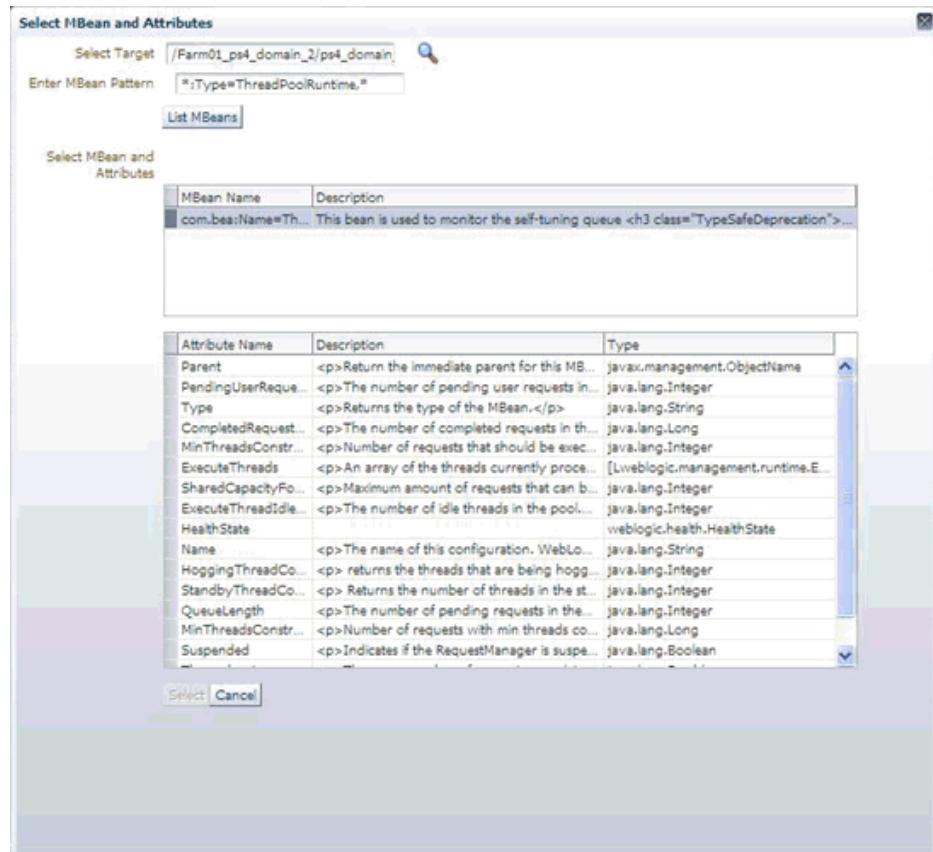 Select MBean and Attributes
Select Target /Farm01_ps4_domain_2/ps4_domain
Enter MBean Pattern *:Type=ThreadPoolRuntime,*
List MBeans
Select MBean and
Attributes
MBean Name Description
com.bea:Name=Th... This bean is used to monitor the self-tuning queue <h3 class="TypeSafeDeprecation">...
Attribute Name Description Type
Parent <p>Return the immediate parent for this MB... javax.management.ObjectName
PendingUserReque... <p>The number of pending user requests in... java.lang.Integer
Type <p>Returns the type of the MBean.</p> java.lang.String
CompletedRequest... <p>The number of completed requests in th... java.lang.Long
MinThreadsConstr... <p>Number of requests that should be exec... java.lang.Integer
ExecuteThreads <p>An array of the threads currently proce... [Lweblogic.management.runtime.E...
SharedCapacityFo... <p>Maximum amount of requests that can b... java.lang.Integer
ExecuteThreadIdle... <p>The number of idle threads in the pool.... java.lang.Integer
HealthState weblogic.health.HealthState
Name <p>The name of this configuration. WebLo... java.lang.String
HoggingThreadCo... <p> returns the threads that are being hogg... java.lang.Integer
StandbyThreadCo... <p> Returns the number of threads in the st... java.lang.Integer
QueueLength <p>The number of pending requests in the... java.lang.Integer
MinThreadsConstr... <p>Number of requests with min threads co... java.lang.Long
Suspended <p>Indicates if the RequestManager is suspe... java.lang.Boolean
Select Cancel